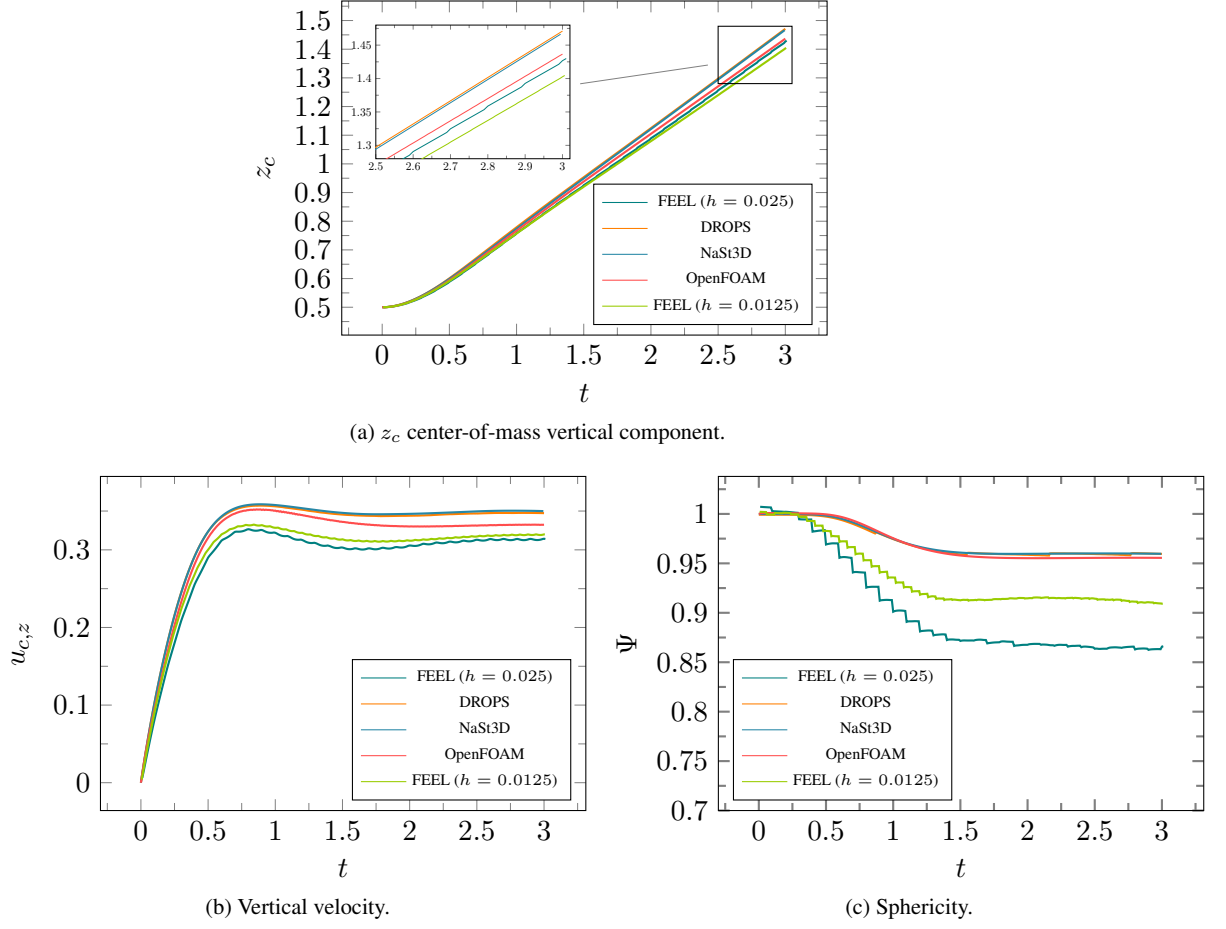 1.5
1.4
1.3
1.2
1.1
1
0.9
0.8
0.7
0.6
0.5
z_c
1.45
1.4
1.35
1.3
2.5 2.6 2.7 2.8 2.9 3
FEEL (h = 0.025)
DROPS
NaSt3D
OpenFOAM
FEEL (h = 0.0125)
0 0.5 1 1.5 2 2.5 3
t
(a) z_c center-of-mass vertical component.
0.3
0.2
0.1
0
u_{c,z}
FEEL (h = 0.025)
DROPS
NaSt3D
OpenFOAM
FEEL (h = 0.0125)
0 0.5 1 1.5 2 2.5 3
t
(b) Vertical velocity.
1
0.95
0.9
0.85
0.8
0.75
0.7
Ψ
FEEL (h = 0.025)
DROPS
NaSt3D
OpenFOAM
FEEL (h = 0.0125)
0 0.5 1 1.5 2 2.5 3
t
(c) Sphericity.